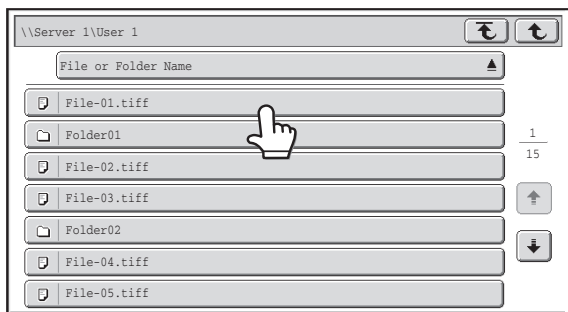 \\Server 1\User 1
File or Folder Name
File-01.tiff
Folder01
File-02.tiff
File-03.tiff
Folder02
File-04.tiff
File-05.tiff
1
15